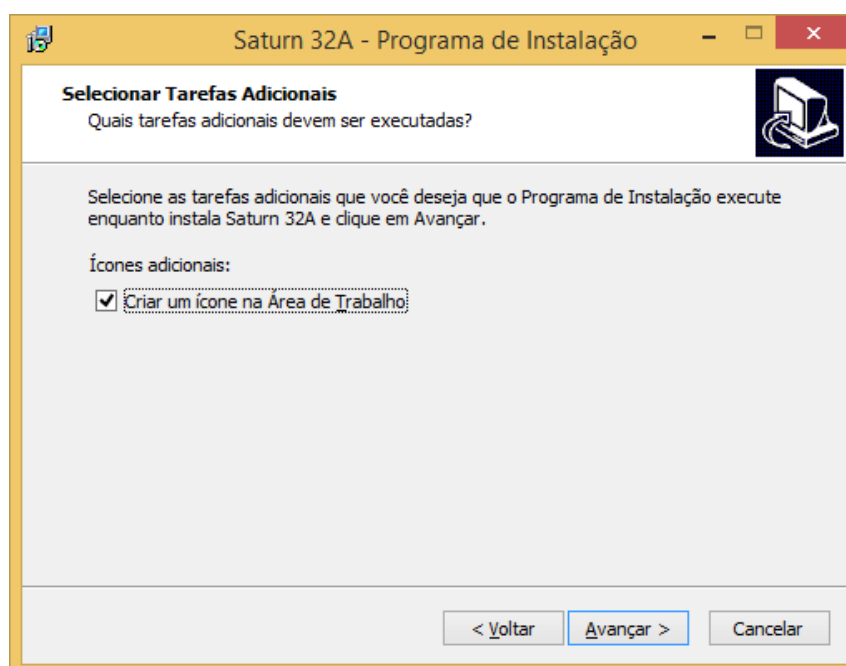 Saturn 32A - Programa de Instalação
Selecionar Tarefas Adicionais
Quais tarefas adicionais devem ser executadas?
Selecione as tarefas adicionais que você deseja que o Programa de Instalação execute
enquanto instala Saturn 32A e clique em Avançar.
Ícones adicionais:
Criar um ícone na Área de Trabalho
< Voltar
Avançar >
Cancelar